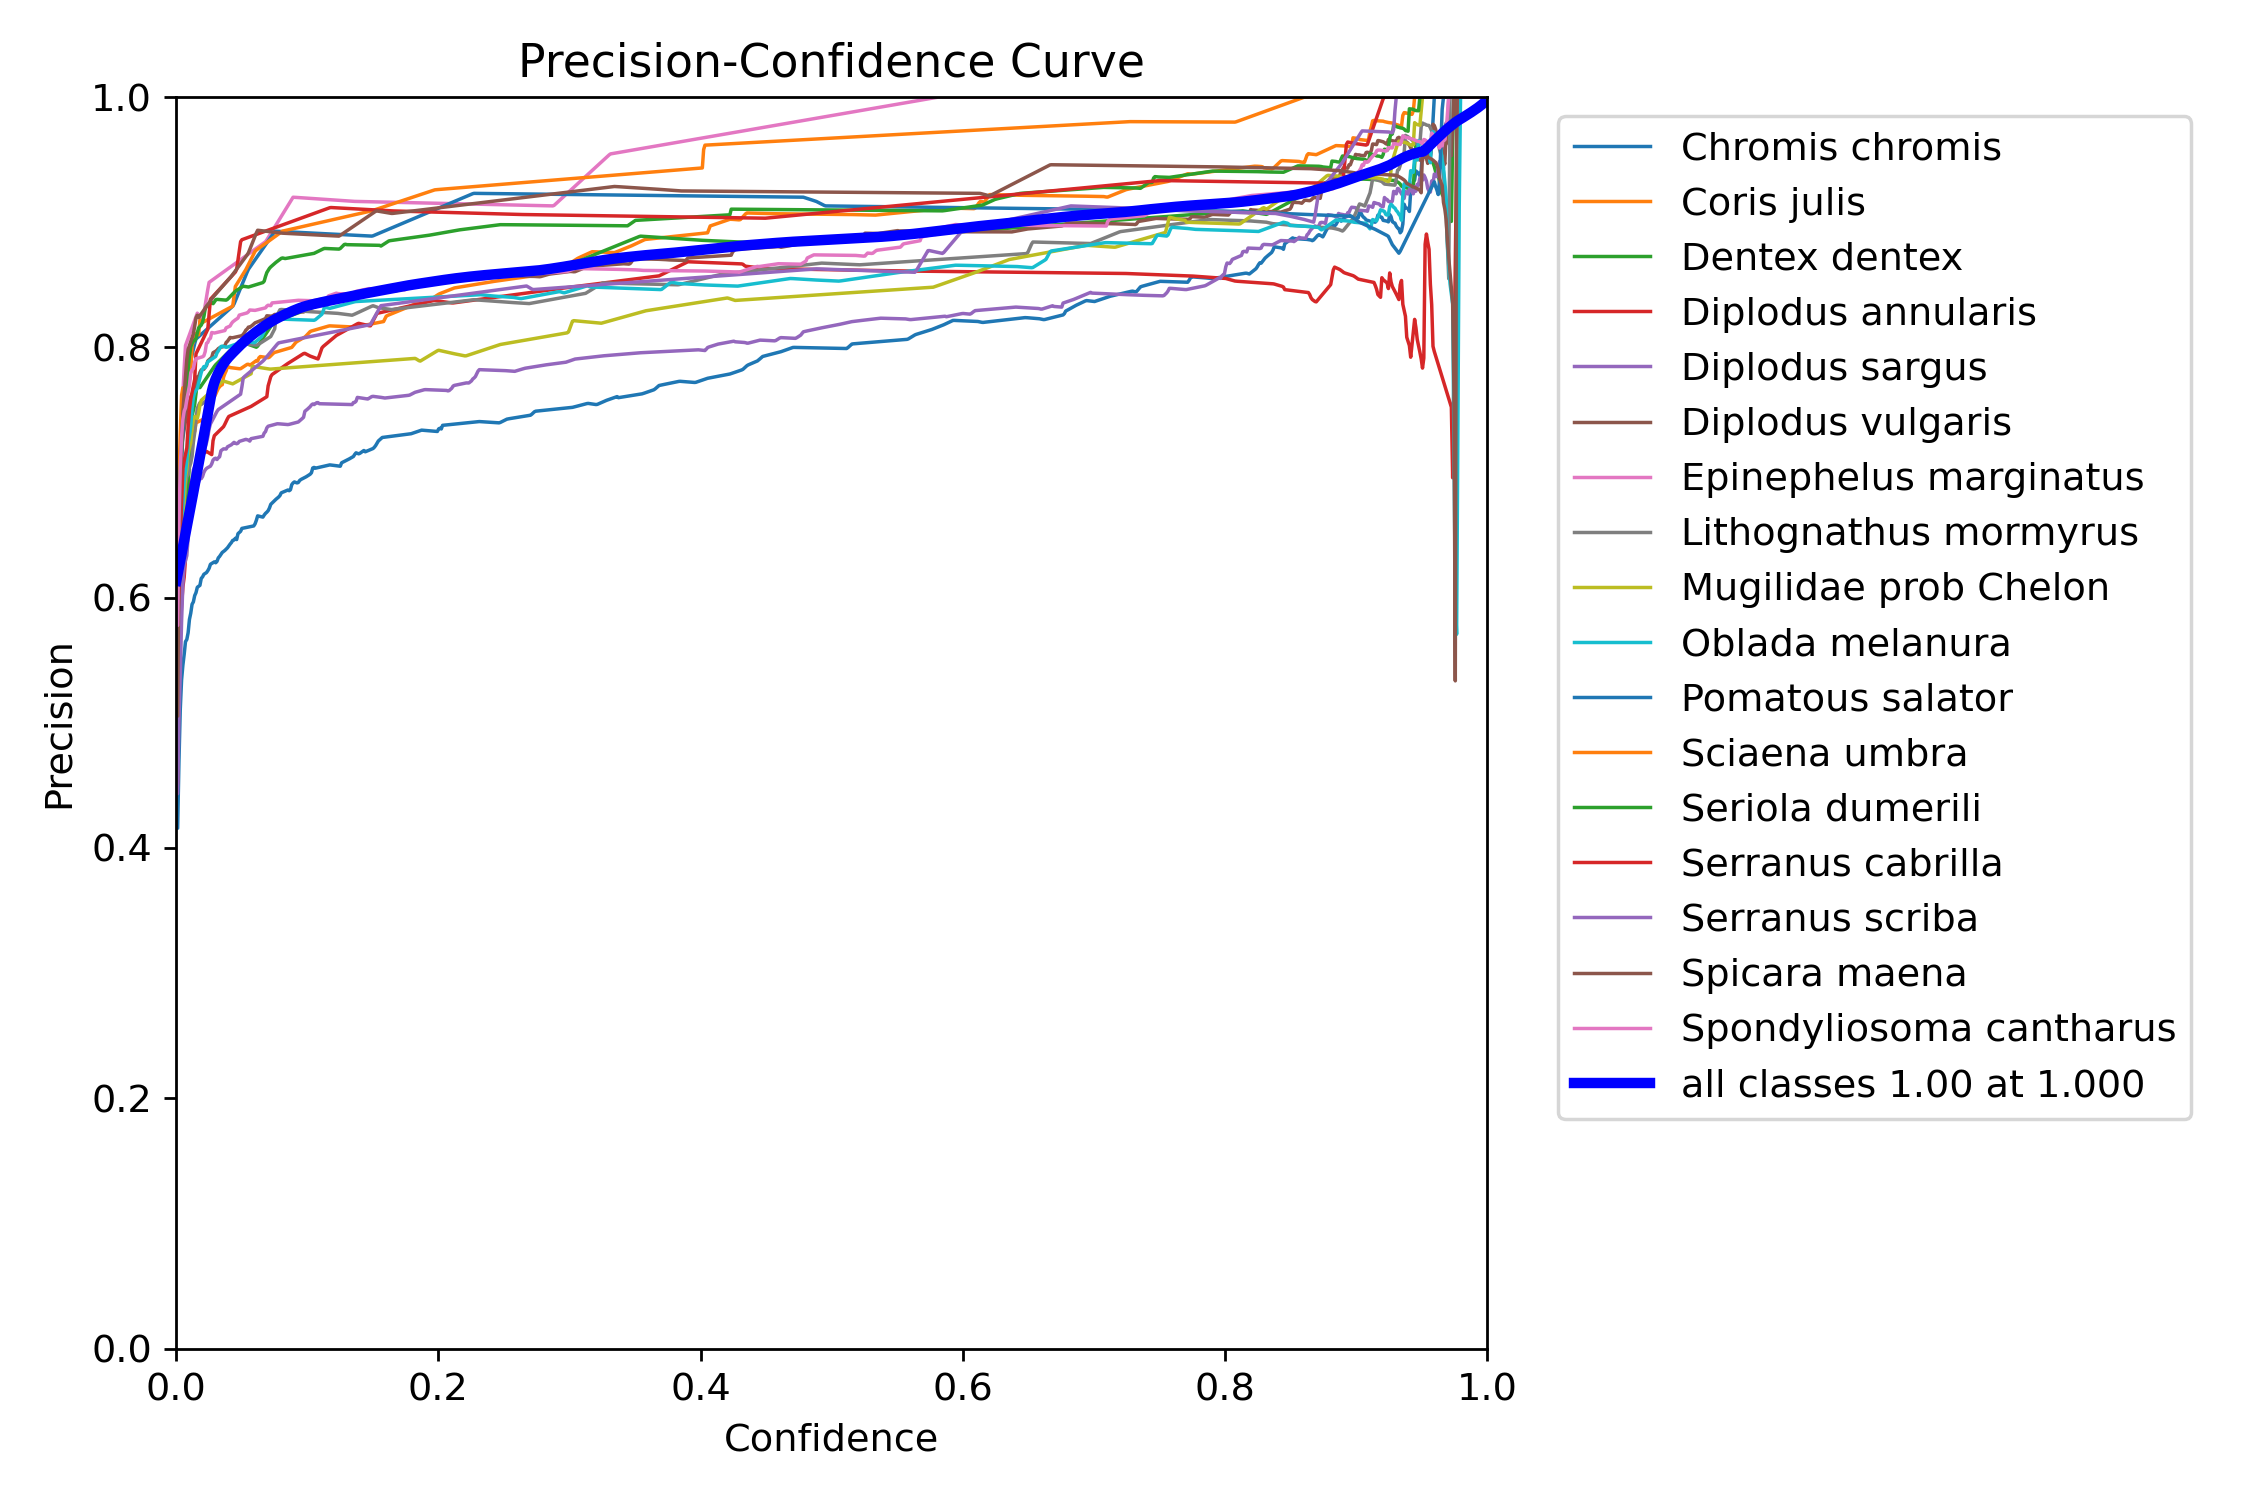 Precision-Confidence Curve
1.0
0.8
0.6
0.4
0.2
0.0
Precision
0.0 0.2 0.4 0.6 0.8 1.0
Confidence
Chromis chromis
Coris julis
Dentex dentex
Diplodus annularis
Diplodus sargus
Diplodus vulgaris
Epinephelus marginatus
Lithognathus mormyrus
Mugilidae prob Chelon
Oblada melanura
Pomatous salator
Sciaena umbra
Seriola dumerili
Serranus cabrilla
Serranus scriba
Spicara maena
Spondyliosoma cantharus
all classes 1.00 at 1.000